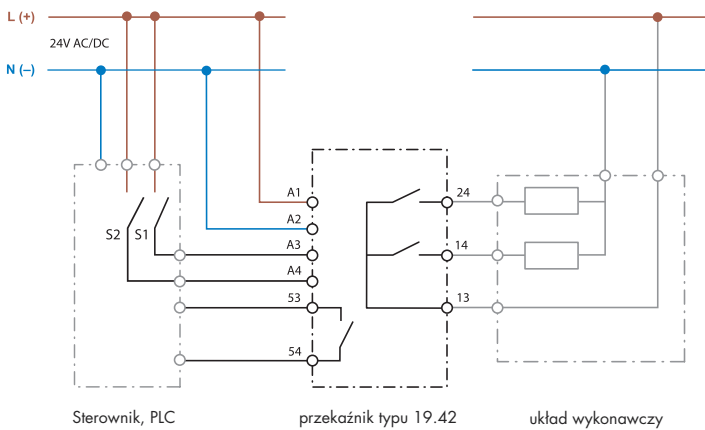 L (+)
24V AC/DC
N (–)
A1
24
A2
S2 S1
A3
14
A4
53
13
54
Sterownik, PLC
przekaźnik typu 19.42
układ wykonawczy